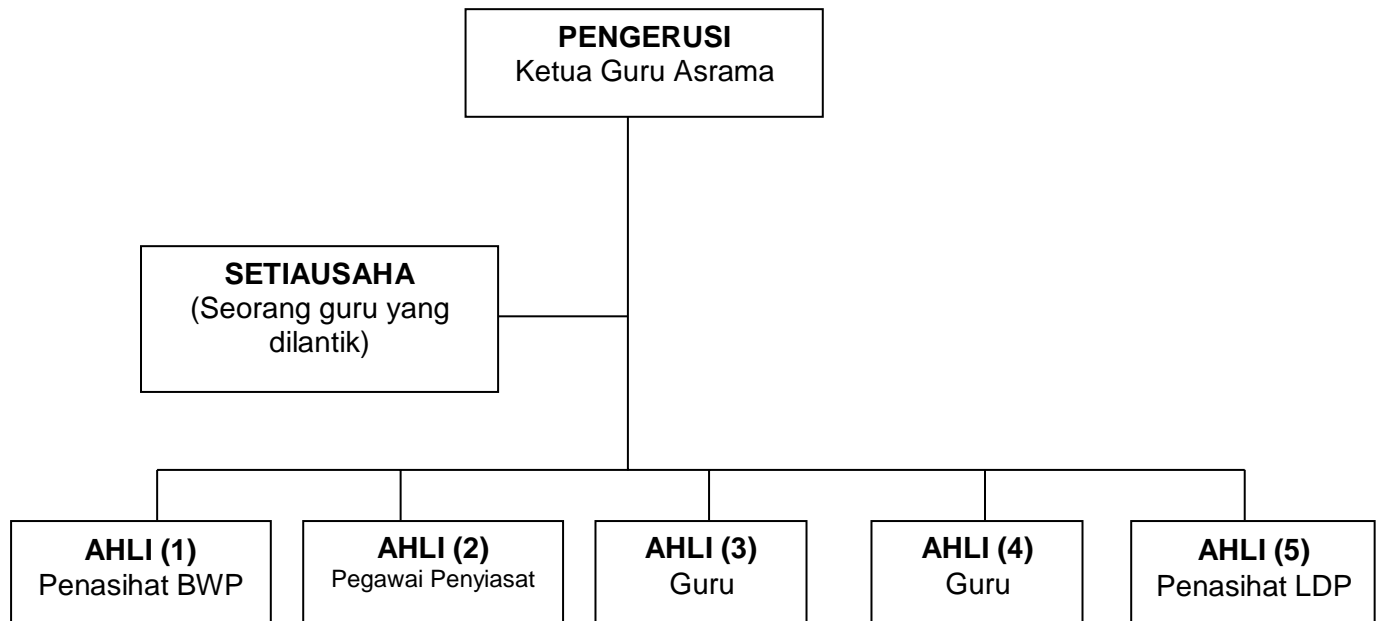 PENGERUSI
Ketua Guru Asrama
SETIAUSAHA
(Seorang guru yang
dilantik)
AHLI (1)
Penasihat BWP
AHLI (2)
Pegawai Penyiasat
AHLI (3)
Guru
AHLI (4)
Guru
AHLI (5)
Penasihat LDP